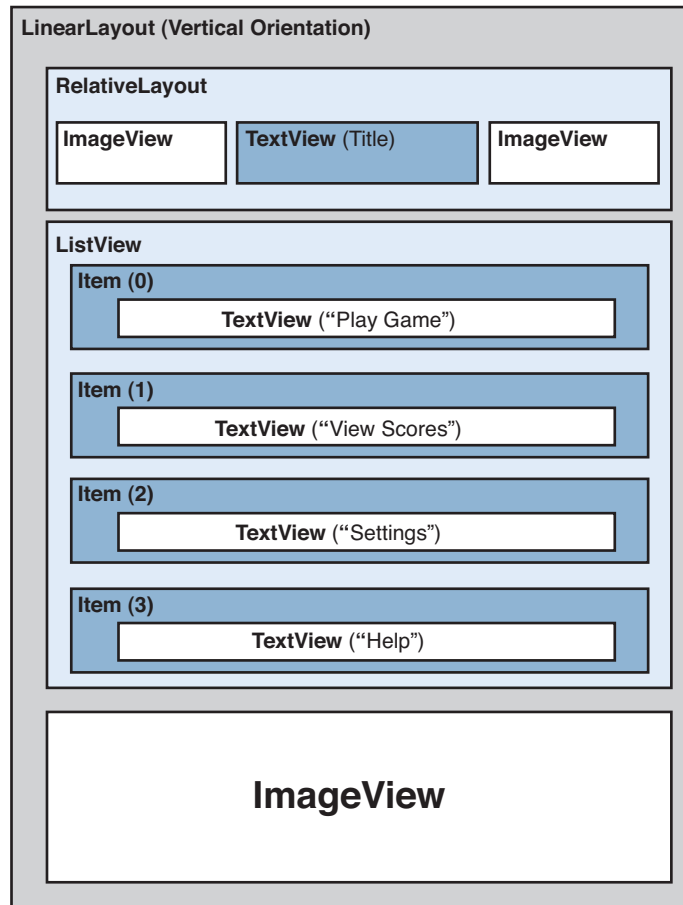 LinearLayout (Vertical Orientation)
RelativeLayout
ImageView
TextView (Title)
ImageView
ListView
Item (0)
TextView (“Play Game”)
Item (1)
TextView (“View Scores”)
Item (2)
TextView (“Settings”)
Item (3)
TextView (“Help”)
ImageView